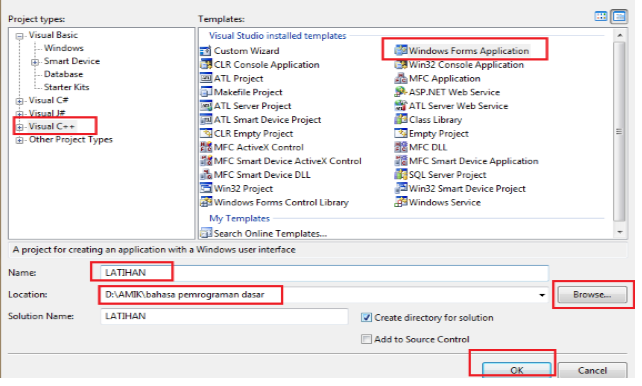 Project types:
Templates:
Visual Basic
Windows
Smart Device
Database
Starter Kits
Visual C#
Visual J#
Visual C++
Other Project Types
Visual Studio installed templates
Custom Wizard
Windows Forms Application
CLR Console Application
Win32 Console Application
ATL Project
MFC Application
Makefile Project
ASP.NET Web Service
ATL Server Project
ATL Server Web Service
ATL Smart Device Project
Class Library
CLR Empty Project
Empty Project
MFC ActiveX Control
MFC DLL
MFC Smart Device ActiveX Control
MFC Smart Device Application
MFC Smart Device DLL
SQL Server Project
Win32 Project
Win32 Smart Device Project
Windows Forms Control Library
Windows Service
My Templates
Search Online Templates...
A project for creating an application with a Windows user interface
Name:
LATIHAN
Location:
D:\AMIK\bahasa pemrograman dasar
Browse...
Solution Name:
LATIHAN
Create directory for solution
Add to Source Control
OK
Cancel